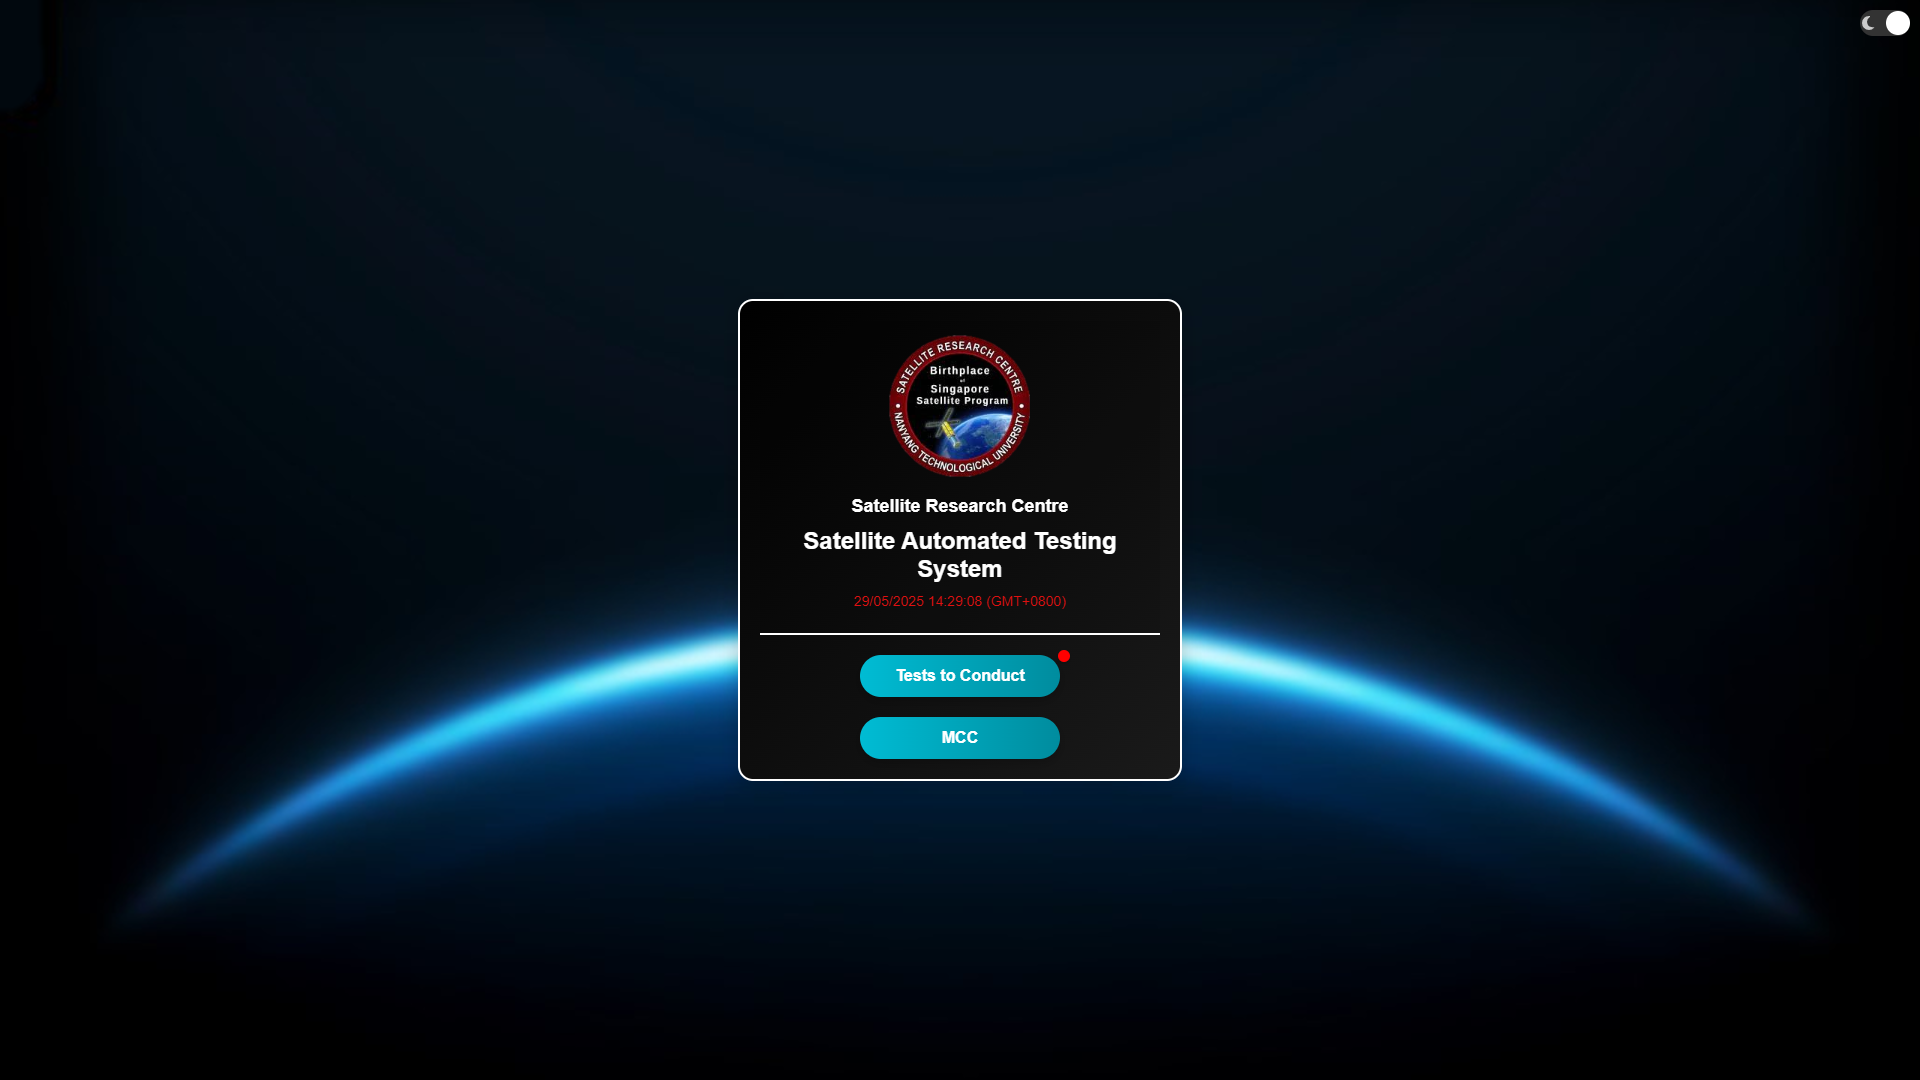 SATELLITE RESEARCH CENTRE
Birthplace
of
Singapore
Satellite Program
NANYANG TECHNOLOGICAL UNIVERSITY
Satellite Research Centre
Satellite Automated Testing
System
29/05/2025 14:29:08 (GMT+0800)
Tests to Conduct
MCC